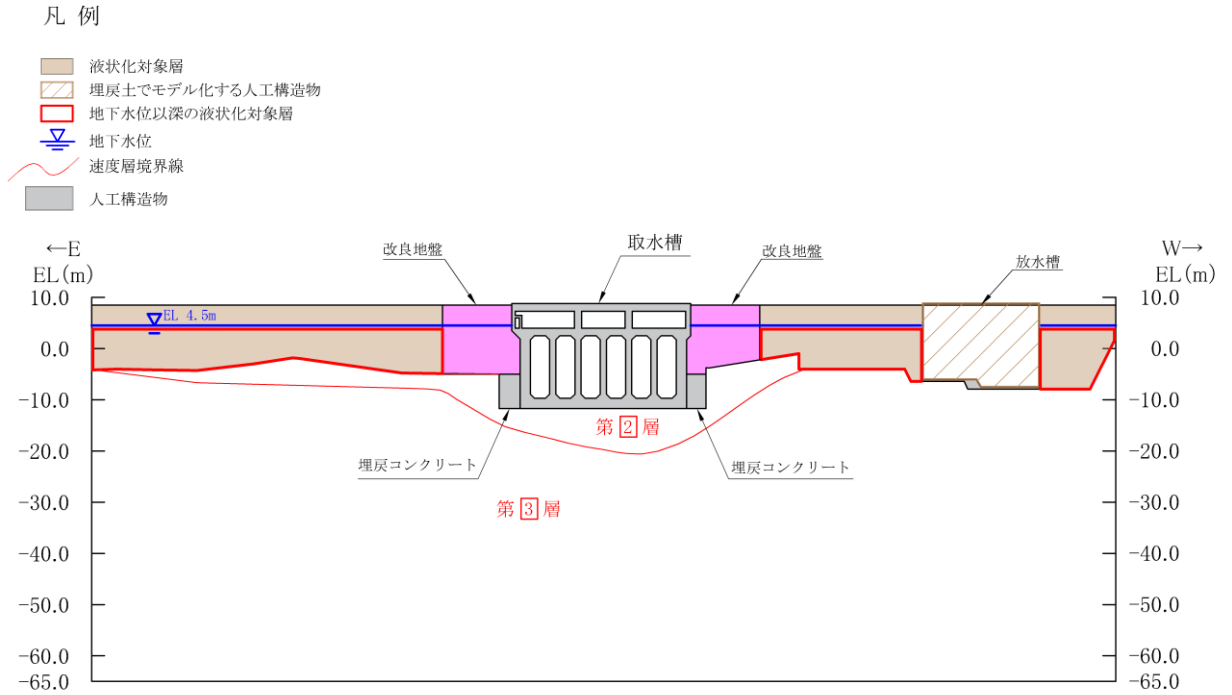 凡 例
液状化対象層
埋戻土でモデル化する人工構造物
地下水位以深の液状化対象層
地下水位
速度層境界線
人工構造物
←E
EL(m)
改良地盤
取水槽
改良地盤
放水槽
W→
EL(m)
10.0
0.0
-10.0
-20.0
-30.0
-40.0
-50.0
-60.0
-65.0
EL 4.5m
第2層
埋戻コンクリート
埋戻コンクリート
第3層
10.0
0.0
-10.0
-20.0
-30.0
-40.0
-50.0
-60.0
-65.0